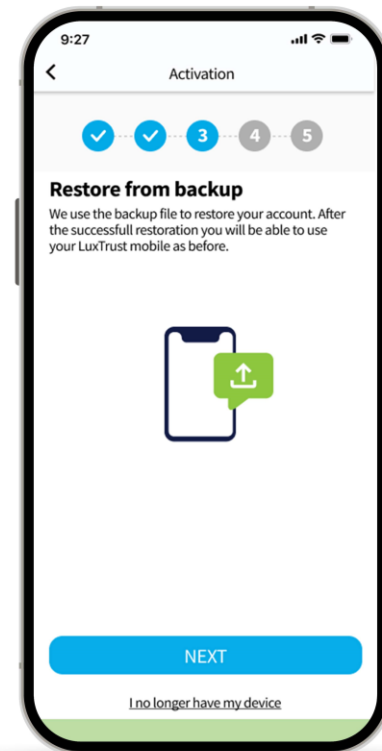 9:27
Activation
3 4 5
Restore from backup
We use the backup file to restore your account. After
the successfull restoration you will be able to use
your LuxTrust mobile as before.
NEXT
I no longer have my device